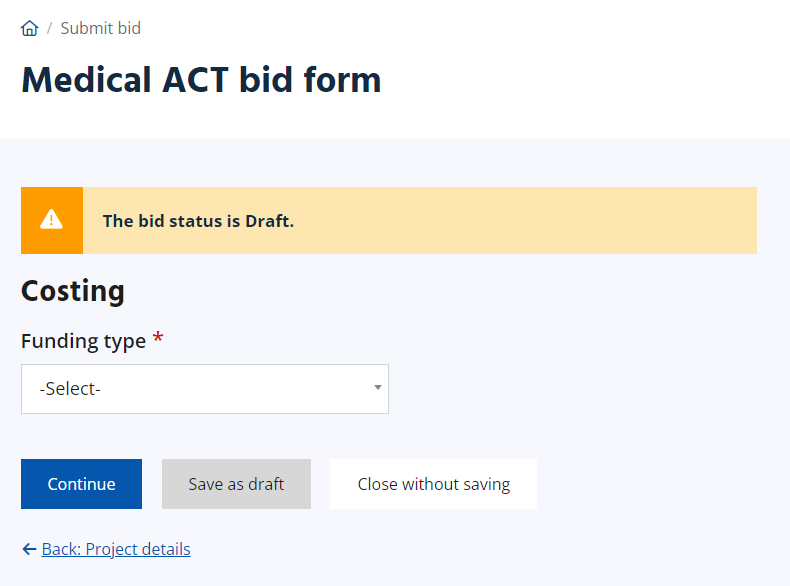 / Submit bid
Medical ACT bid form
The bid status is Draft.
Costing
Funding type *
-Select-
Continue Save as draft Close without saving
Back: Project details